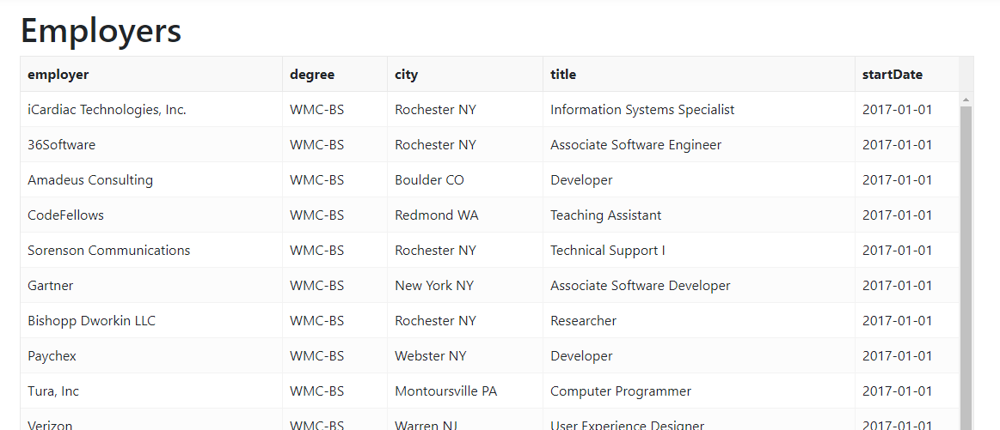 Employers
employer degree city title startDate
iCardiac Technologies, Inc. WMC-BS Rochester NY Information Systems Specialist 2017-01-01
36Software WMC-BS Rochester NY Associate Software Engineer 2017-01-01
Amadeus Consulting WMC-BS Boulder CO Developer 2017-01-01
CodeFellows WMC-BS Redmond WA Teaching Assistant 2017-01-01
Sorenson Communications WMC-BS Rochester NY Technical Support I 2017-01-01
Gartner WMC-BS New York NY Associate Software Developer 2017-01-01
Bishopp Dworkin LLC WMC-BS Rochester NY Researcher 2017-01-01
Paychex WMC-BS Webster NY Developer 2017-01-01
Tura, Inc WMC-BS Montoursville PA Computer Programmer 2017-01-01
Verizon WMC-BS Warren NJ User Experience Designer 2017-01-01